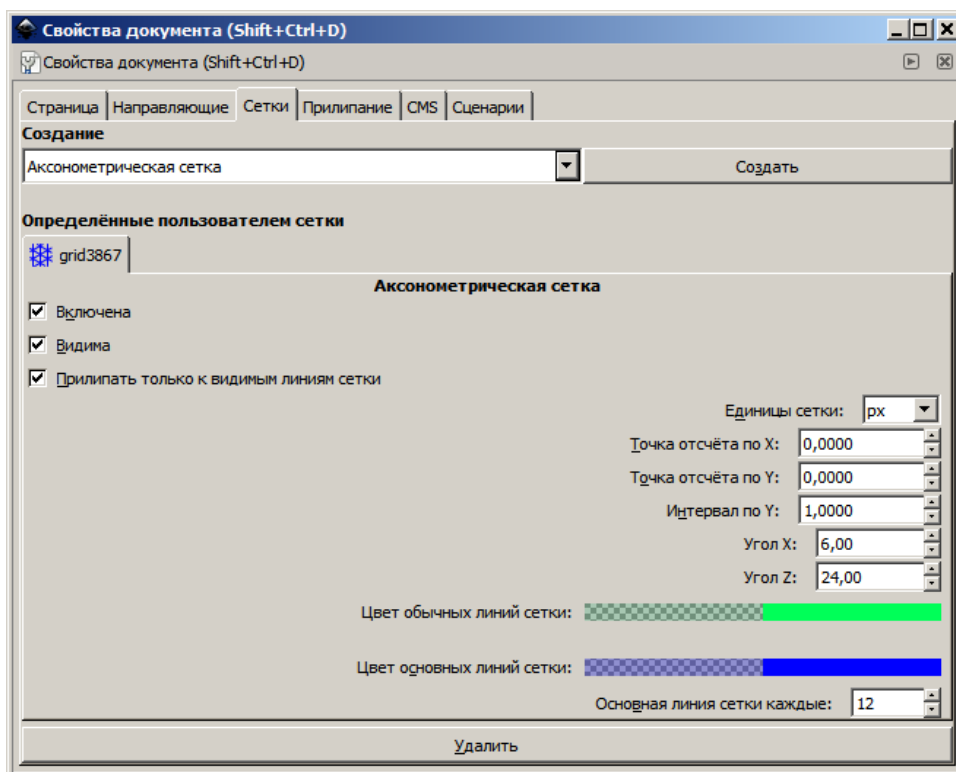 Свойства документа (Shift+Ctrl+D)
Свойства документа (Shift+Ctrl+D)
Страница Направляющие Сетки Прилипание CMS Сценарии
Создание
Аксонометрическая сетка Создать
Определённые пользователем сетки
grid3867
Аксонометрическая сетка
Включена
Видима
Прилипать только к видимым линиям сетки
Единицы сетки: px
Точка отсчёта по X: 0,0000
Точка отсчёта по Y: 0,0000
Интервал по Y: 1,0000
Угол X: 6,00
Угол Z: 24,00
Цвет обычных линий сетки:
Цвет основных линий сетки:
Основная линия сетки каждые: 12
Удалить